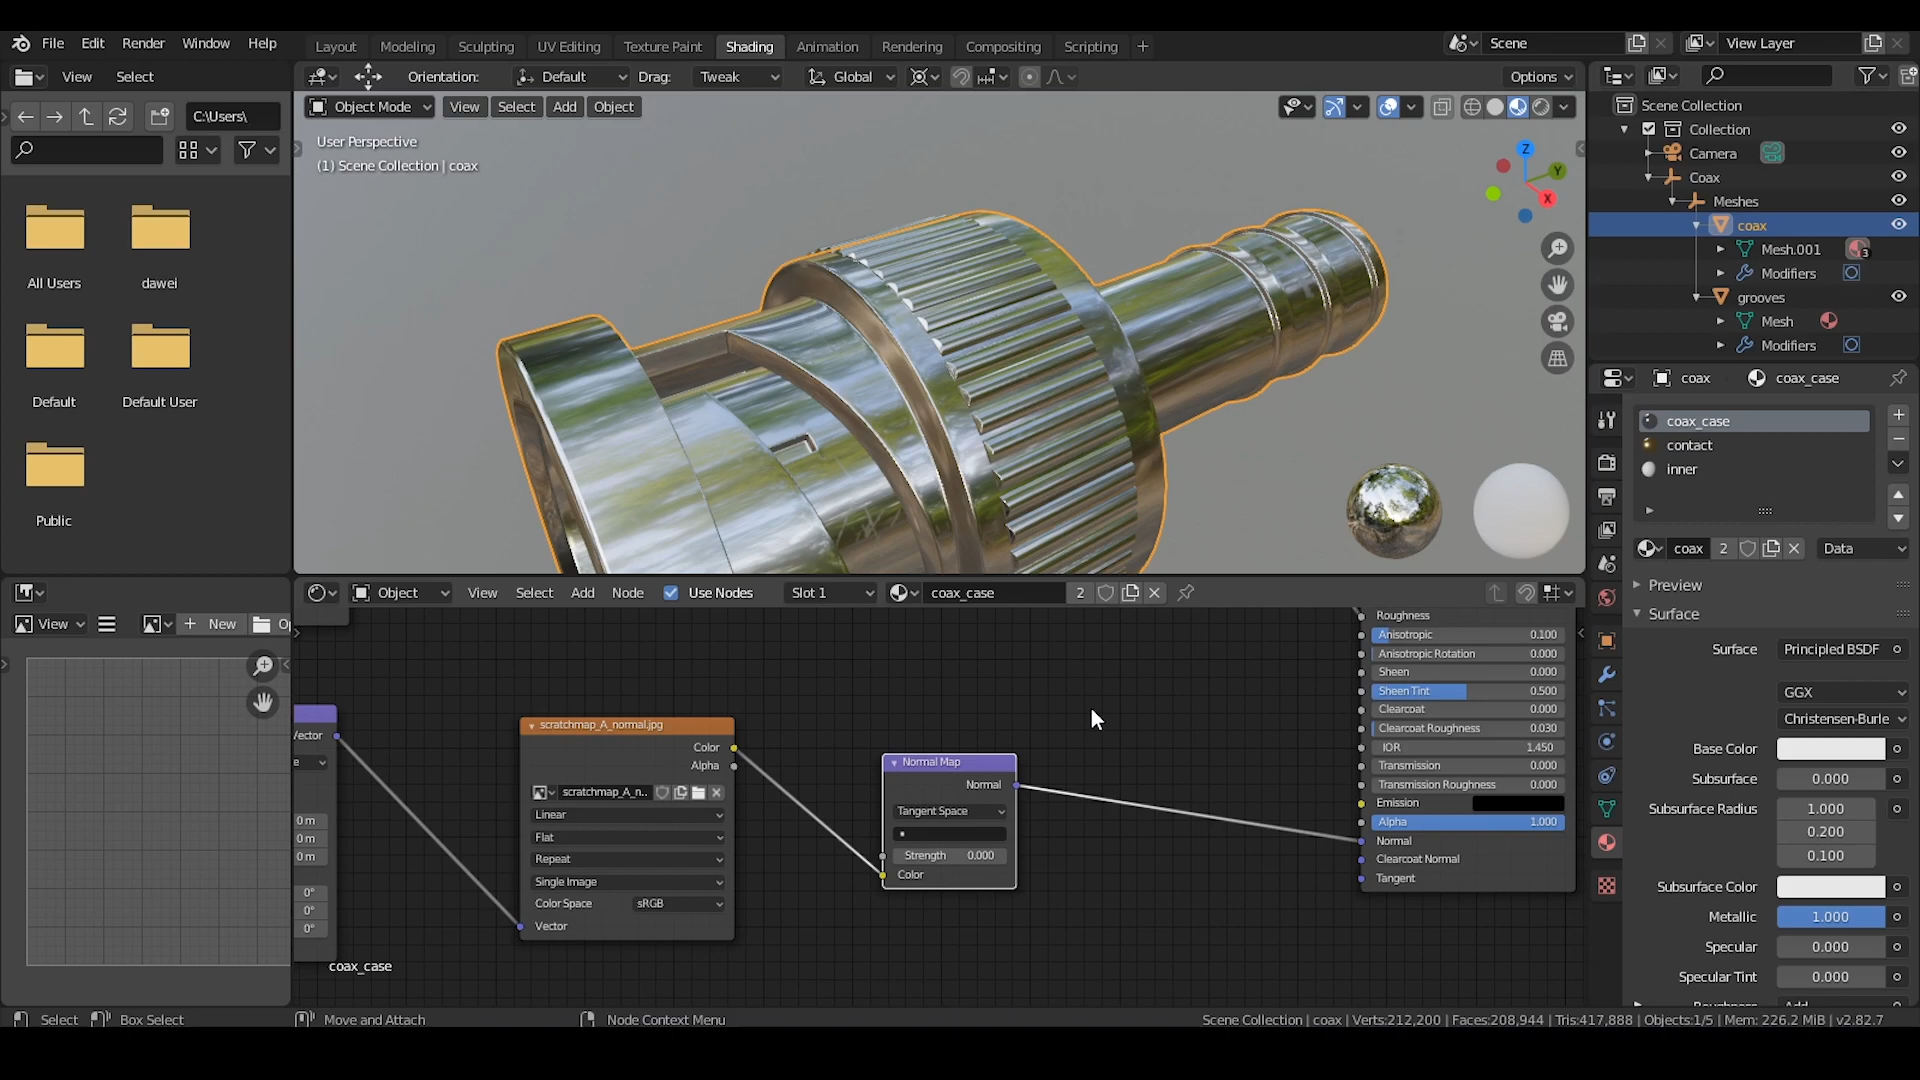 File Edit Render Window Help
Layout Modeling Sculpting UV Editing Texture Paint Shading Animation Rendering Compositing Scripting +
Scene
View Layer
View Select
Orientation: Default Drag: Tweak Global Options
C:\Users\
Object Mode View Select Add Object
User Perspective
(1) Scene Collection | coax
Z
Y
X
All Users
dawei
Default
Default User
Public
Scene Collection
Collection
Camera
Coax
Meshes
coax
Mesh.001 3
Modifiers
grooves
Mesh
Modifiers
coax coax_case
coax_case
contact
inner
coax 2 Data
Preview
Surface
Surface Principled BSDF
GGX
Christensen-Burle
Base Color
Subsurface 0.000
Subsurface Radius 1.000
0.200
0.100
Subsurface Color
Metallic 1.000
Specular 0.000
Specular Tint 0.000
Object View Select Add Node Use Nodes Slot 1 coax_case 2
View New
Vector
0 m
0 m
0 m
0°
0°
0°
scratchmap_A_normal.jpg
Color
Alpha
scratchmap_A_n..
Linear
Flat
Repeat
Single Image
Color Space sRGB
Vector
Normal Map
Normal
Tangent Space
Strength 0.000
Color
Roughness
Anisotropic 0.100
Anisotropic Rotation 0.000
Sheen 0.000
Sheen Tint 0.500
Clearcoat 0.000
Clearcoat Roughness 0.030
IOR 1.450
Transmission 0.000
Transmission Roughness 0.000
Emission
Alpha 1.000
Normal
Clearcoat Normal
Tangent
coax_case
Select Box Select Move and Attach Node Context Menu Scene Collection | coax | Verts:212,200 | Faces:208,944 | Tris:417,888 | Objects:1/5 | Mem: 226.2 MiB | v2.82.7